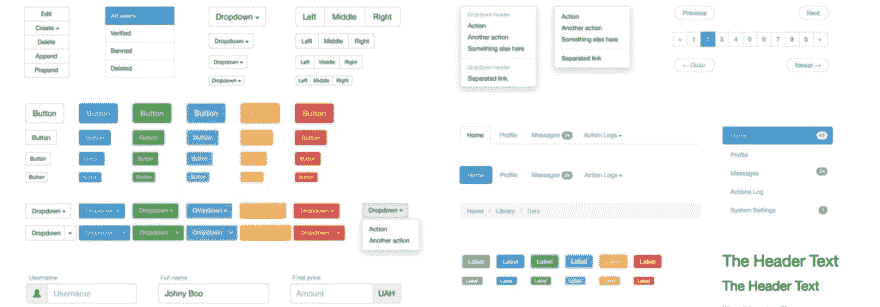 Edit
Create
Delete
Append
Prepend
All users
Verified
Banned
Deleted
Dropdown
Dropdown
Dropdown
Dropdown
Left Middle Right
Left Middle Right
Left Middle Right
Left Middle Right
Dropdown header
Action
Another action
Something else here
Dropdown header
Separated link
Action
Another action
Something else here
Separated link
Previous Next
« 1 2 3 4 5 6 7 8 9 »
← Older Newer →
Button Button Button Button Button
Button Button Button Button
Button Button Button Button
Button Button Button Button
Home Profile Messages 24 Action Logs
Home Profile Messages 24 Action Logs
Home / Library / Data
Home
Profile
Messages 24
Actions Log
System Settings 1
Dropdown Dropdown Dropdown Dropdown Dropdown
Dropdown Dropdown Dropdown Dropdown Dropdown
Dropdown
Action
Another action
Label Label Label Label Label Label
Label Label Label Label Label
The Header Text
The Header Text
Username Full name Final price
Username Johny Boo Amount UAH